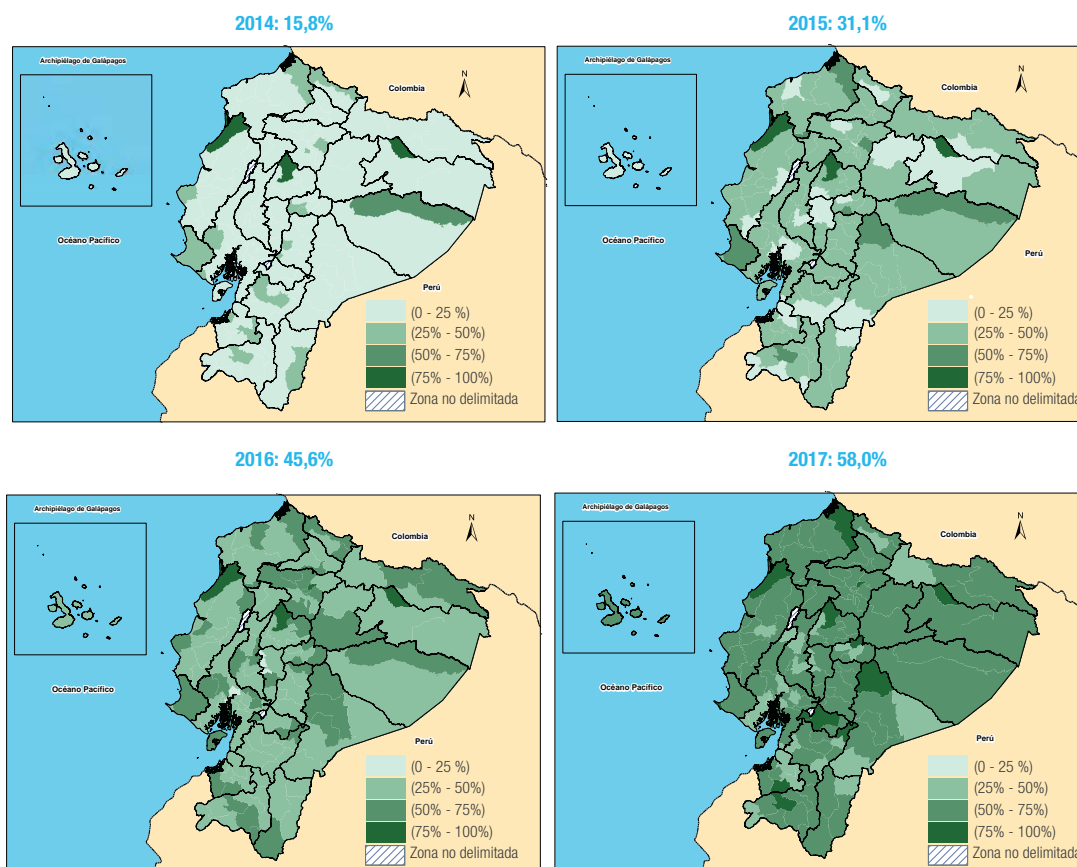 2014: 15,8%
Archipiélago de Galápagos
N
Colombia
Océano Pacífico
Perú
(0 - 25 %)
(25% - 50%)
(50% - 75%)
(75% - 100%)
Zona no delimitada
2015: 31,1%
Archipiélago de Galápagos
N
Colombia
Océano Pacífico
Perú
(0 - 25 %)
(25% - 50%)
(50% - 75%)
(75% - 100%)
Zona no delimitada
2016: 45,6%
Archipiélago de Galápagos
N
Colombia
Océano Pacífico
Perú
(0 - 25 %)
(25% - 50%)
(50% - 75%)
(75% - 100%)
Zona no delimitada
2017: 58,0%
Archipiélago de Galápagos
N
Colombia
Océano Pacífico
Perú
(0 - 25 %)
(25% - 50%)
(50% - 75%)
(75% - 100%)
Zona no delimitada